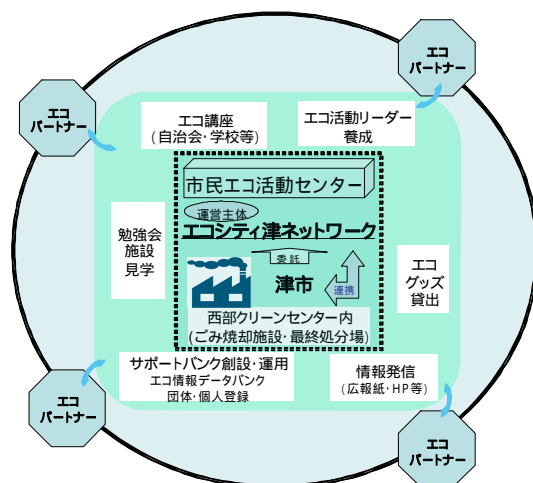 エコ
パートナー
エコ
パートナー
エコ講座
(自治会・学校等)
エコ活動リーダー
養成
市民エコ活動センター
運営主体
エコシティ津ネットワーク
委託
津市
連携
西部クリーンセンター内
(ごみ焼却施設・最終処分場)
勉強会
施設
見学
エコ
グッズ
貸出
サポートバンク創設・運用
エコ情報データバンク
団体・個人登録
情報発信
(広報紙・HP等)
エコ
パートナー
エコ
パートナー